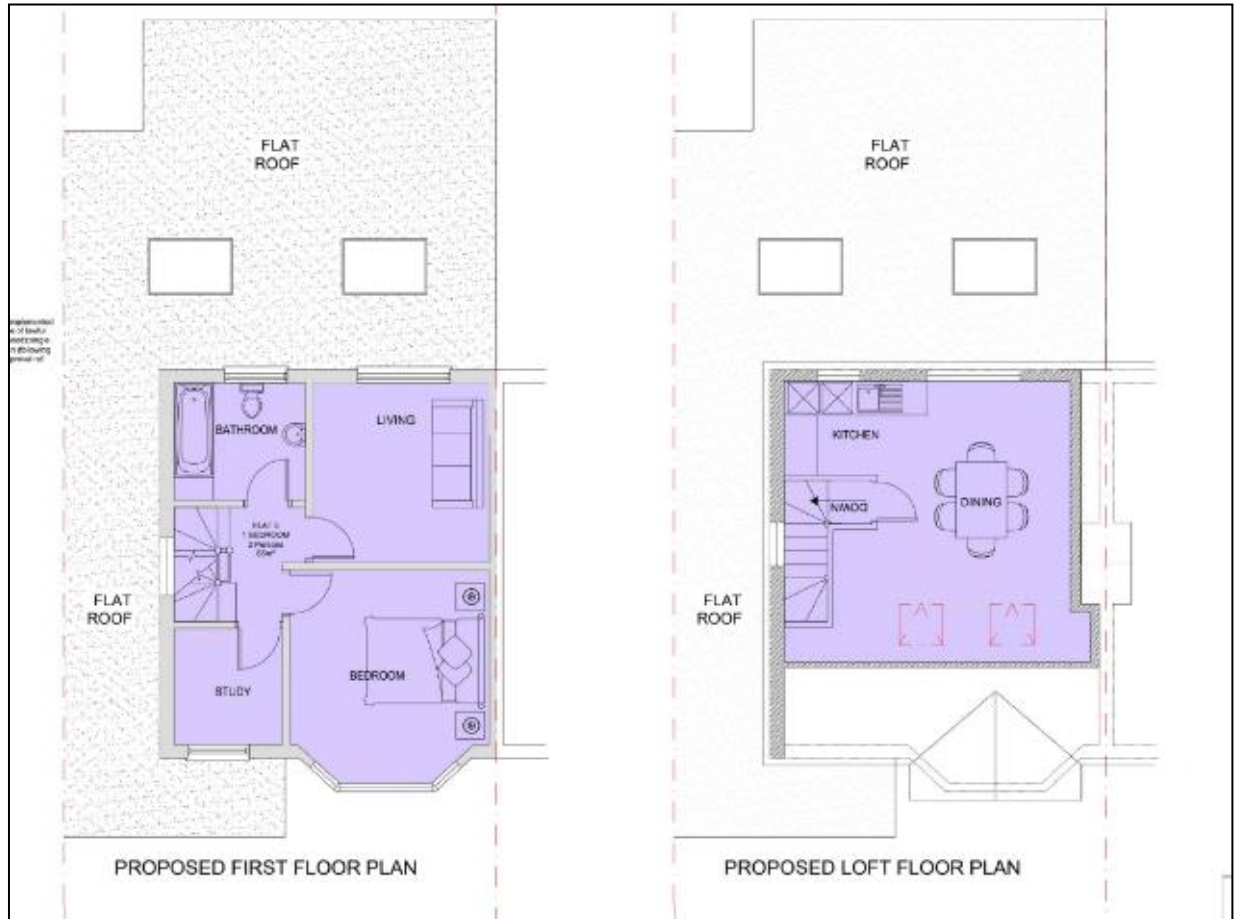 FLAT
ROOF
BATHROOM
LIVING
1 BEDROOM
FLAT
ROOF
STUDY
BEDROOM
PROPOSED FIRST FLOOR PLAN
FLAT
ROOF
KITCHEN
DOWN
DINING
FLAT
ROOF
PROPOSED LOFT FLOOR PLAN